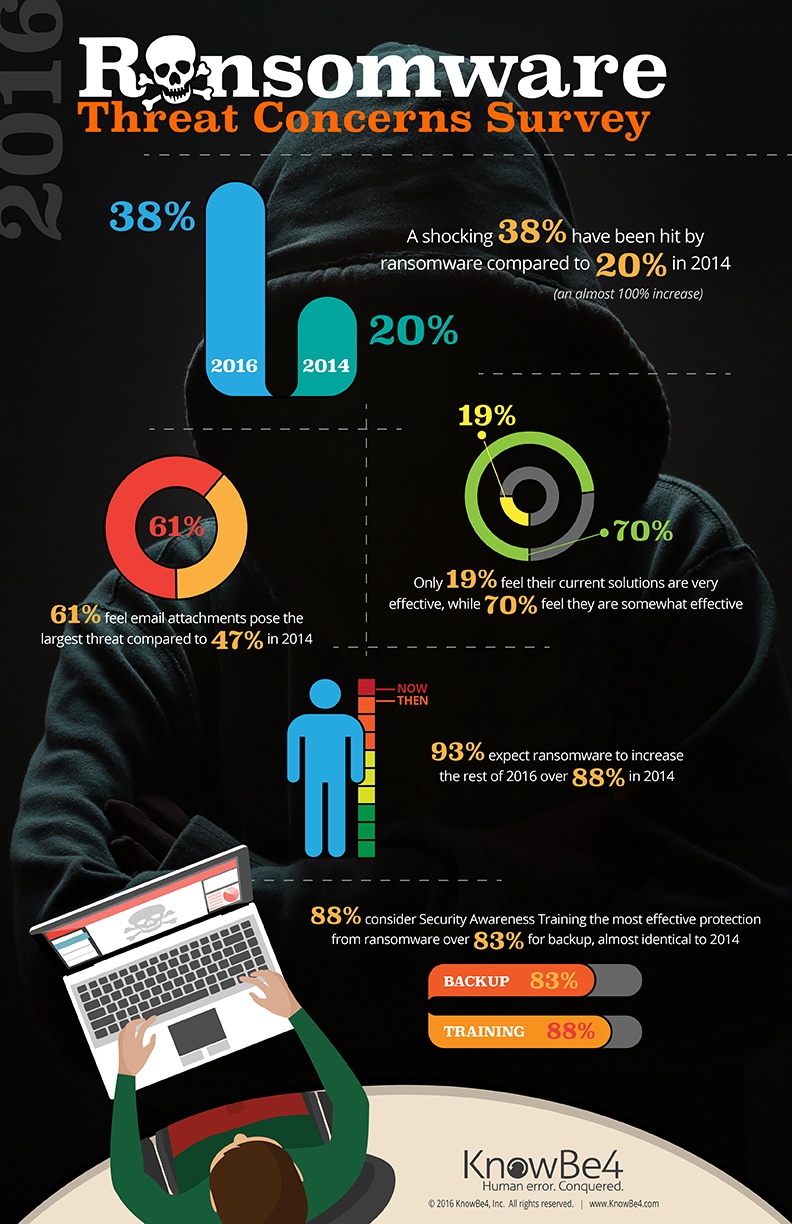 2016
Ransomware
Threat Concerns Survey
38%
2016
2014
20%
A shocking 38% have been hit by
ransomware compared to 20% in 2014
(an almost 100% increase)
61%
61% feel email attachments pose the
largest threat compared to 47% in 2014
19%
70%
Only 19% feel their current solutions are very
effective, while 70% feel they are somewhat effective
NOW
THEN
93% expect ransomware to increase
the rest of 2016 over 88% in 2014
88% consider Security Awareness Training the most effective protection
from ransomware over 83% for backup, almost identical to 2014
BACKUP 83%
TRAINING 88%
KnowBe4
Human error. Conquered.
© 2016 KnowBe4, Inc. All rights reserved. | www.KnowBe4.com